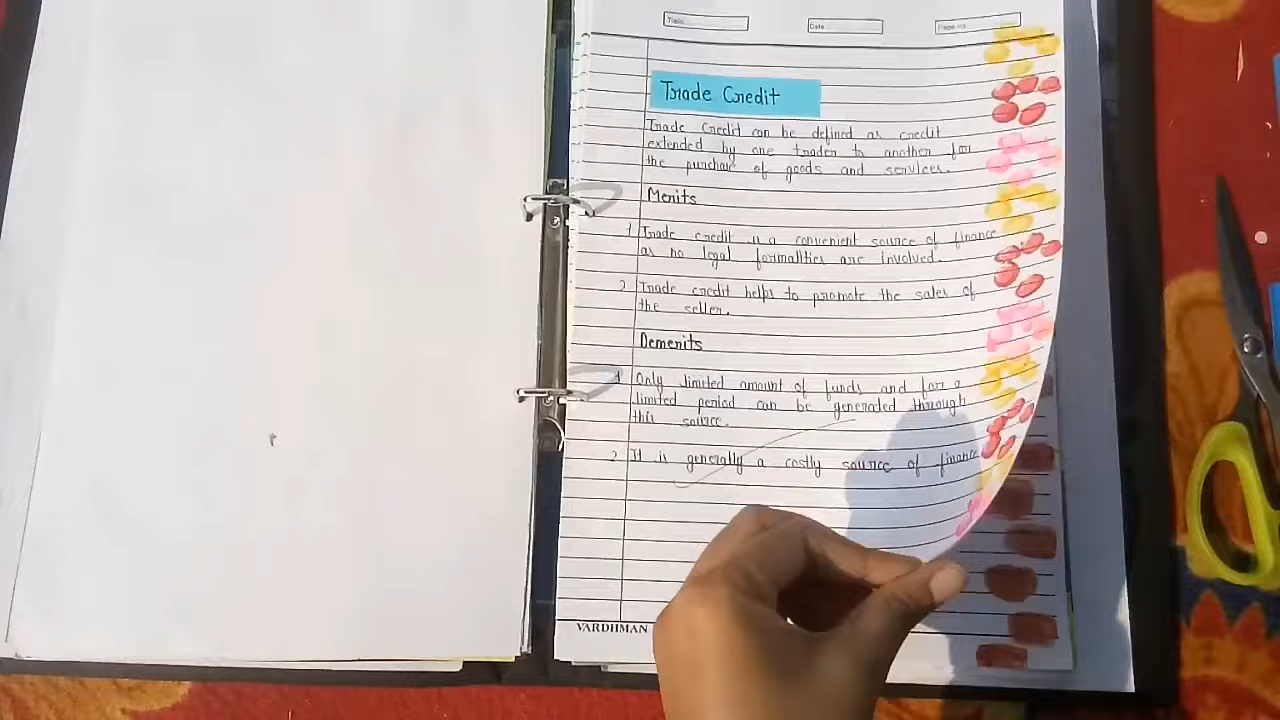 Topic
Date
Page no
Trade Credit
Trade credit can be defined as credit
extended by one trader to another for
the purchase of goods and services.
Merits
1 Trade credit is a convenient source of finance
as no legal formalities are involved.
2 Trade credit helps to promote the sales of
the seller.
Demerits
1 Only limited amount of funds and for a
limited period can be generated through
this source.
2 It is generally a costly source of finance
VARDHMAN